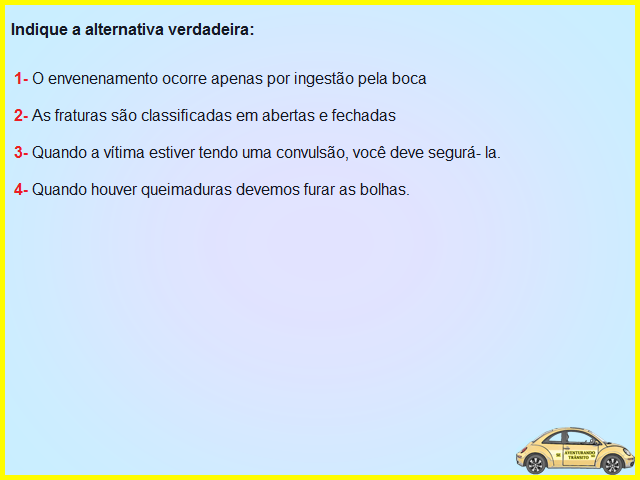 Indique a alternativa verdadeira:
1- O envenenamento ocorre apenas por ingestão pela boca
2- As fraturas são classificadas em abertas e fechadas
3- Quando a vítima estiver tendo uma convulsão, você deve segurá- la.
4- Quando houver queimaduras devemos furar as bolhas.
AVENTURANDO
TRÂNSITO